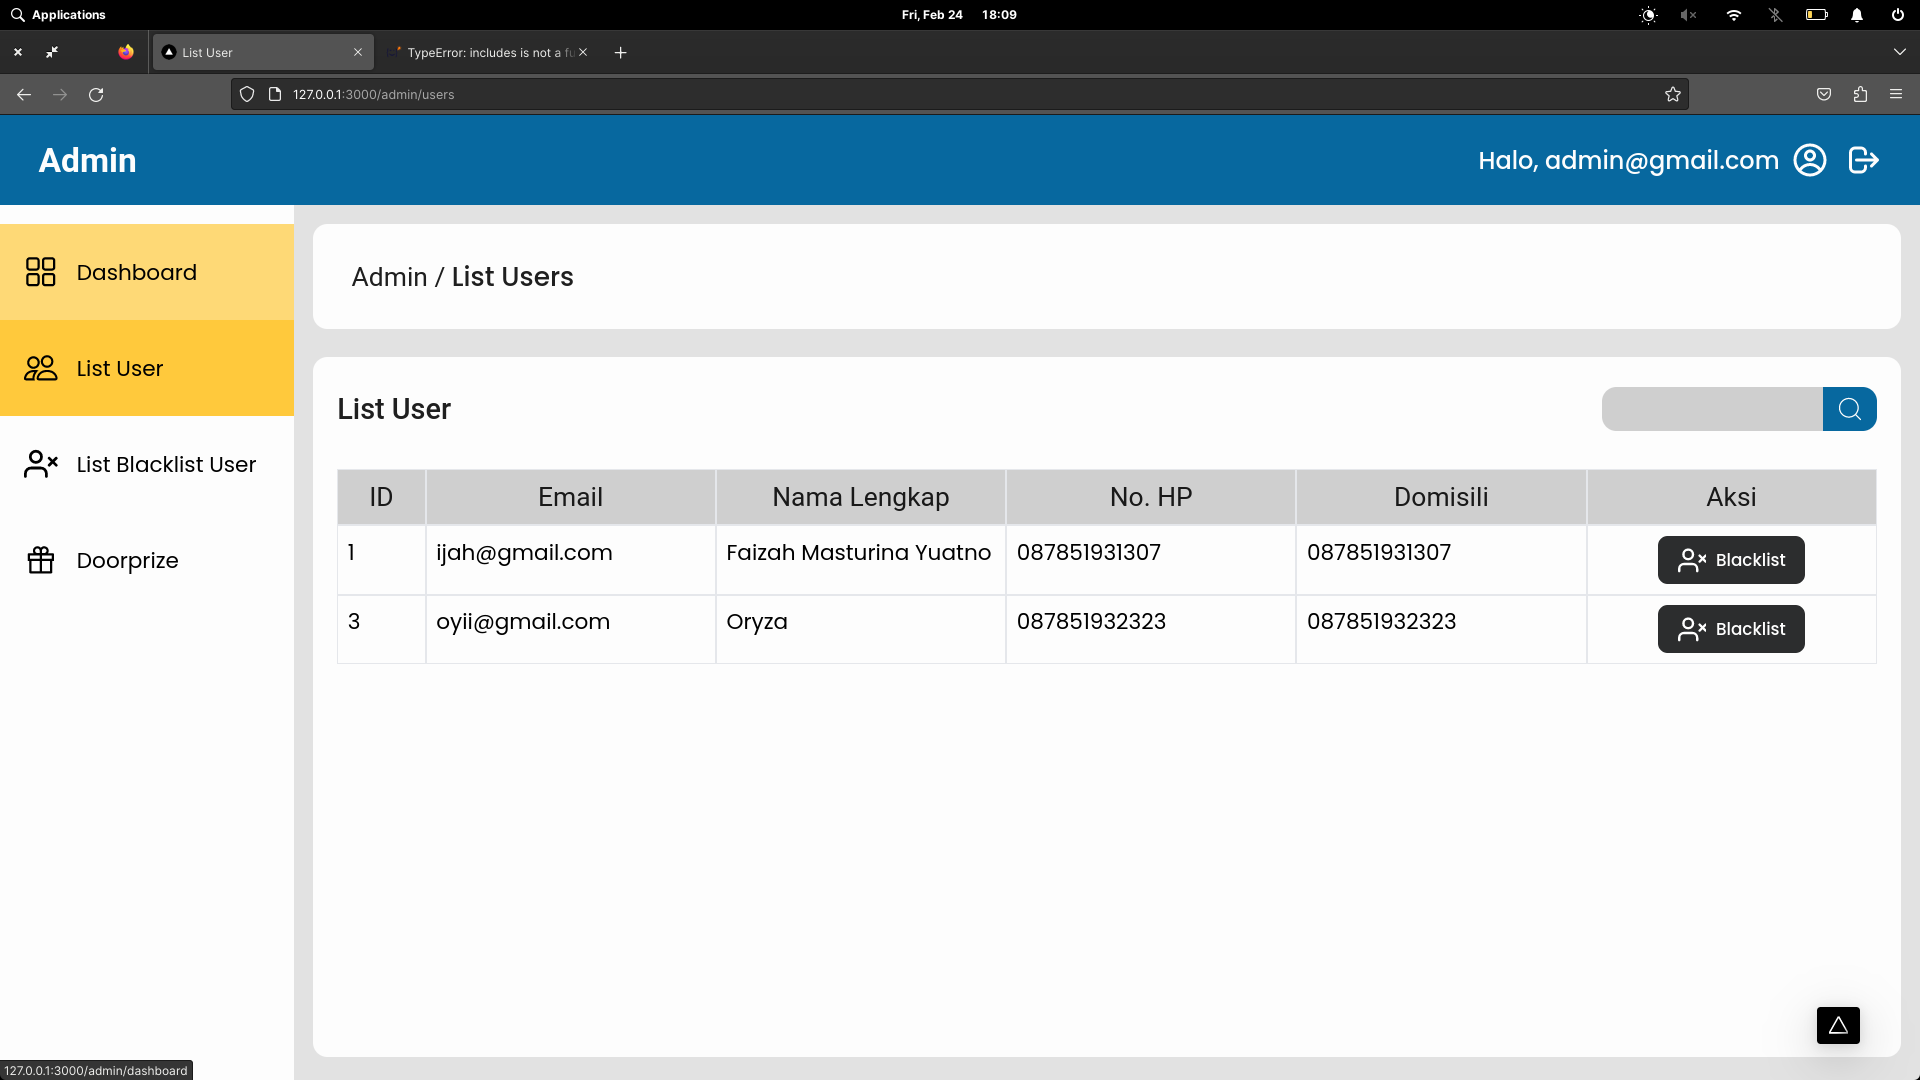 Applications
Fri, Feb 24 18:09
List User
TypeError: includes is not a fu
127.0.0.1:3000/admin/users
Admin
Halo, admin@gmail.com
Dashboard
List User
List Blacklist User
Doorprize
Admin / List Users
List User
ID Email Nama Lengkap No. HP Domisili Aksi
1 ijah@gmail.com Faizah Masturina Yuatno 087851931307 087851931307 Blacklist
3 oyii@gmail.com Oryza 087851932323 087851932323 Blacklist
127.0.0.1:3000/admin/dashboard